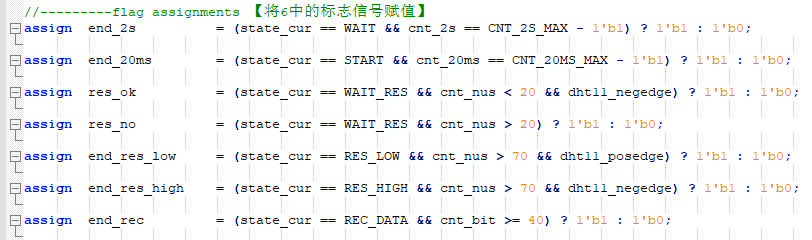 //---------flag assignments 【将6中的标志信号赋值】
assign end_2s = (state_cur == WAIT && cnt_2s == CNT_2S_MAX - 1'b1) ? 1'b1 : 1'b0;
assign end_20ms = (state_cur == START && cnt_20ms == CNT_20MS_MAX - 1'b1) ? 1'b1 : 1'b0;
assign res_ok = (state_cur == WAIT_RES && cnt_nus < 20 && dht11_negedge) ? 1'b1 : 1'b0;
assign res_no = (state_cur == WAIT_RES && cnt_nus > 20) ? 1'b1 : 1'b0;
assign end_res_low = (state_cur == RES_LOW && cnt_nus > 70 && dht11_posedge) ? 1'b1 : 1'b0;
assign end_res_high = (state_cur == RES_HIGH && cnt_nus > 70 && dht11_negedge) ? 1'b1 : 1'b0;
assign end_rec = (state_cur == REC_DATA && cnt_bit >= 40) ? 1'b1 : 1'b0;